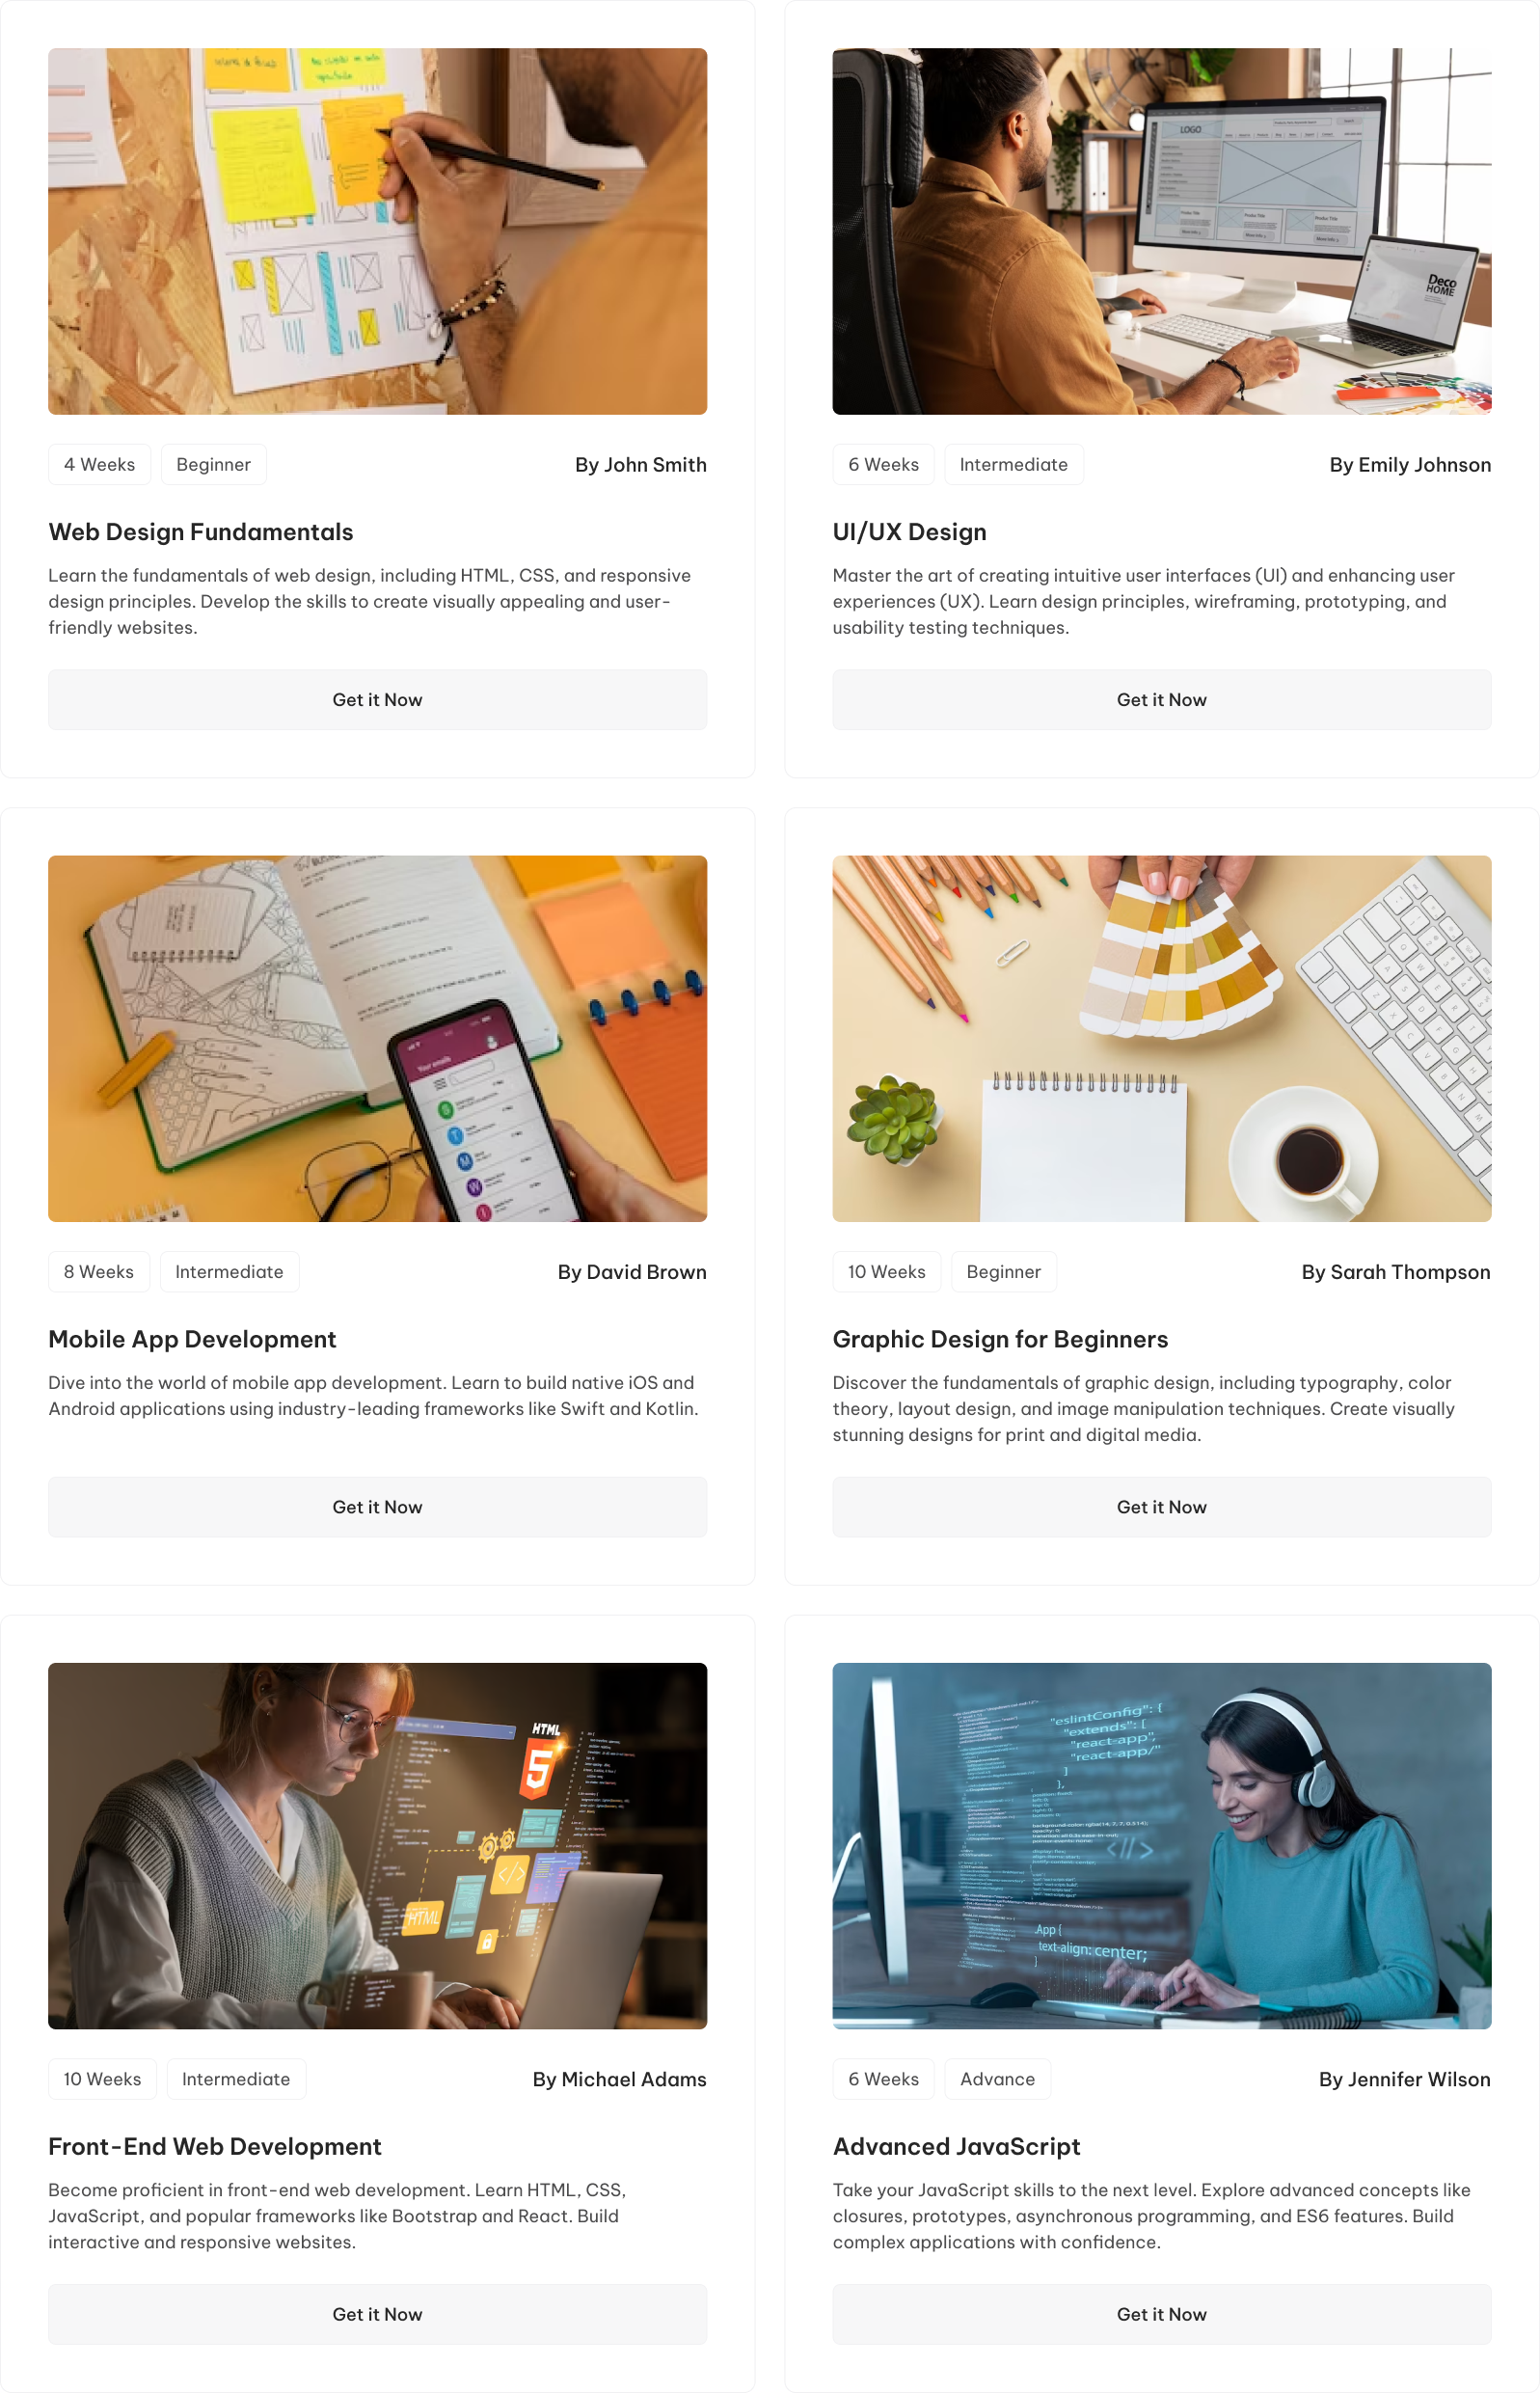 LOGO
Deco
HOME
4 Weeks
Beginner
By John Smith
Web Design Fundamentals
Learn the fundamentals of web design, including HTML, CSS, and responsive
design principles. Develop the skills to create visually appealing and user-
friendly websites.
Get it Now
6 Weeks
Intermediate
By Emily Johnson
UI/UX Design
Master the art of creating intuitive user interfaces (UI) and enhancing user
experiences (UX). Learn design principles, wireframing, prototyping, and
usability testing techniques.
Get it Now
Your emails
8 Weeks
Intermediate
By David Brown
Mobile App Development
Dive into the world of mobile app development. Learn to build native iOS and
Android applications using industry-leading frameworks like Swift and Kotlin.
Get it Now
10 Weeks
Beginner
By Sarah Thompson
Graphic Design for Beginners
Discover the fundamentals of graphic design, including typography, color
theory, layout design, and image manipulation techniques. Create visually
stunning designs for print and digital media.
Get it Now
HTML
5
</>
HTML
10 Weeks
Intermediate
By Michael Adams
Front-End Web Development
Become proficient in front-end web development. Learn HTML, CSS,
JavaScript, and popular frameworks like Bootstrap and React. Build
interactive and responsive websites.
Get it Now
"eslintConfig": {
"extends": [
"react-app",
"react-app/"
]
},
</>
App {
text-align: center;
}
6 Weeks
Advance
By Jennifer Wilson
Advanced JavaScript
Take your JavaScript skills to the next level. Explore advanced concepts like
closures, prototypes, asynchronous programming, and ES6 features. Build
complex applications with confidence.
Get it Now